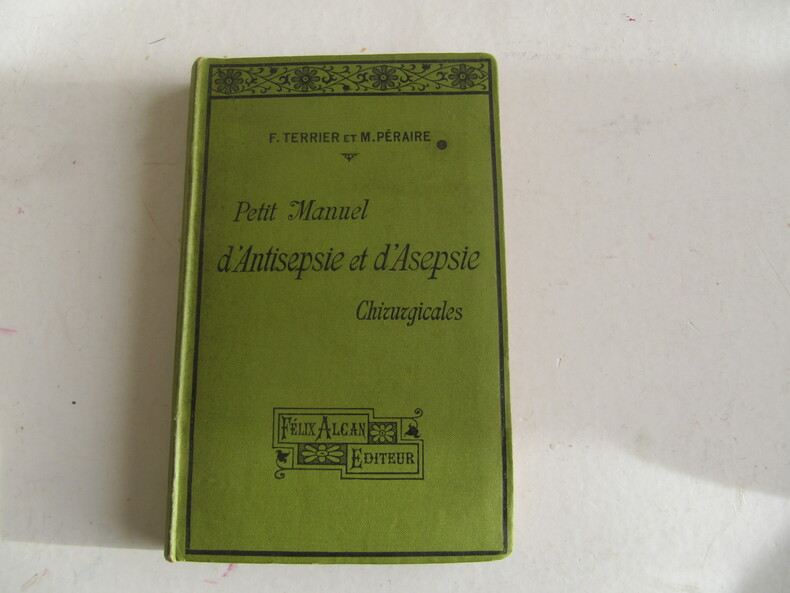 F. TERRIER ET M. PÉRAIRE
Petit Manuel
d'Antisepsie et d'Asepsie
Chirurgicales
FÉLIX ALCAN
EDITEUR